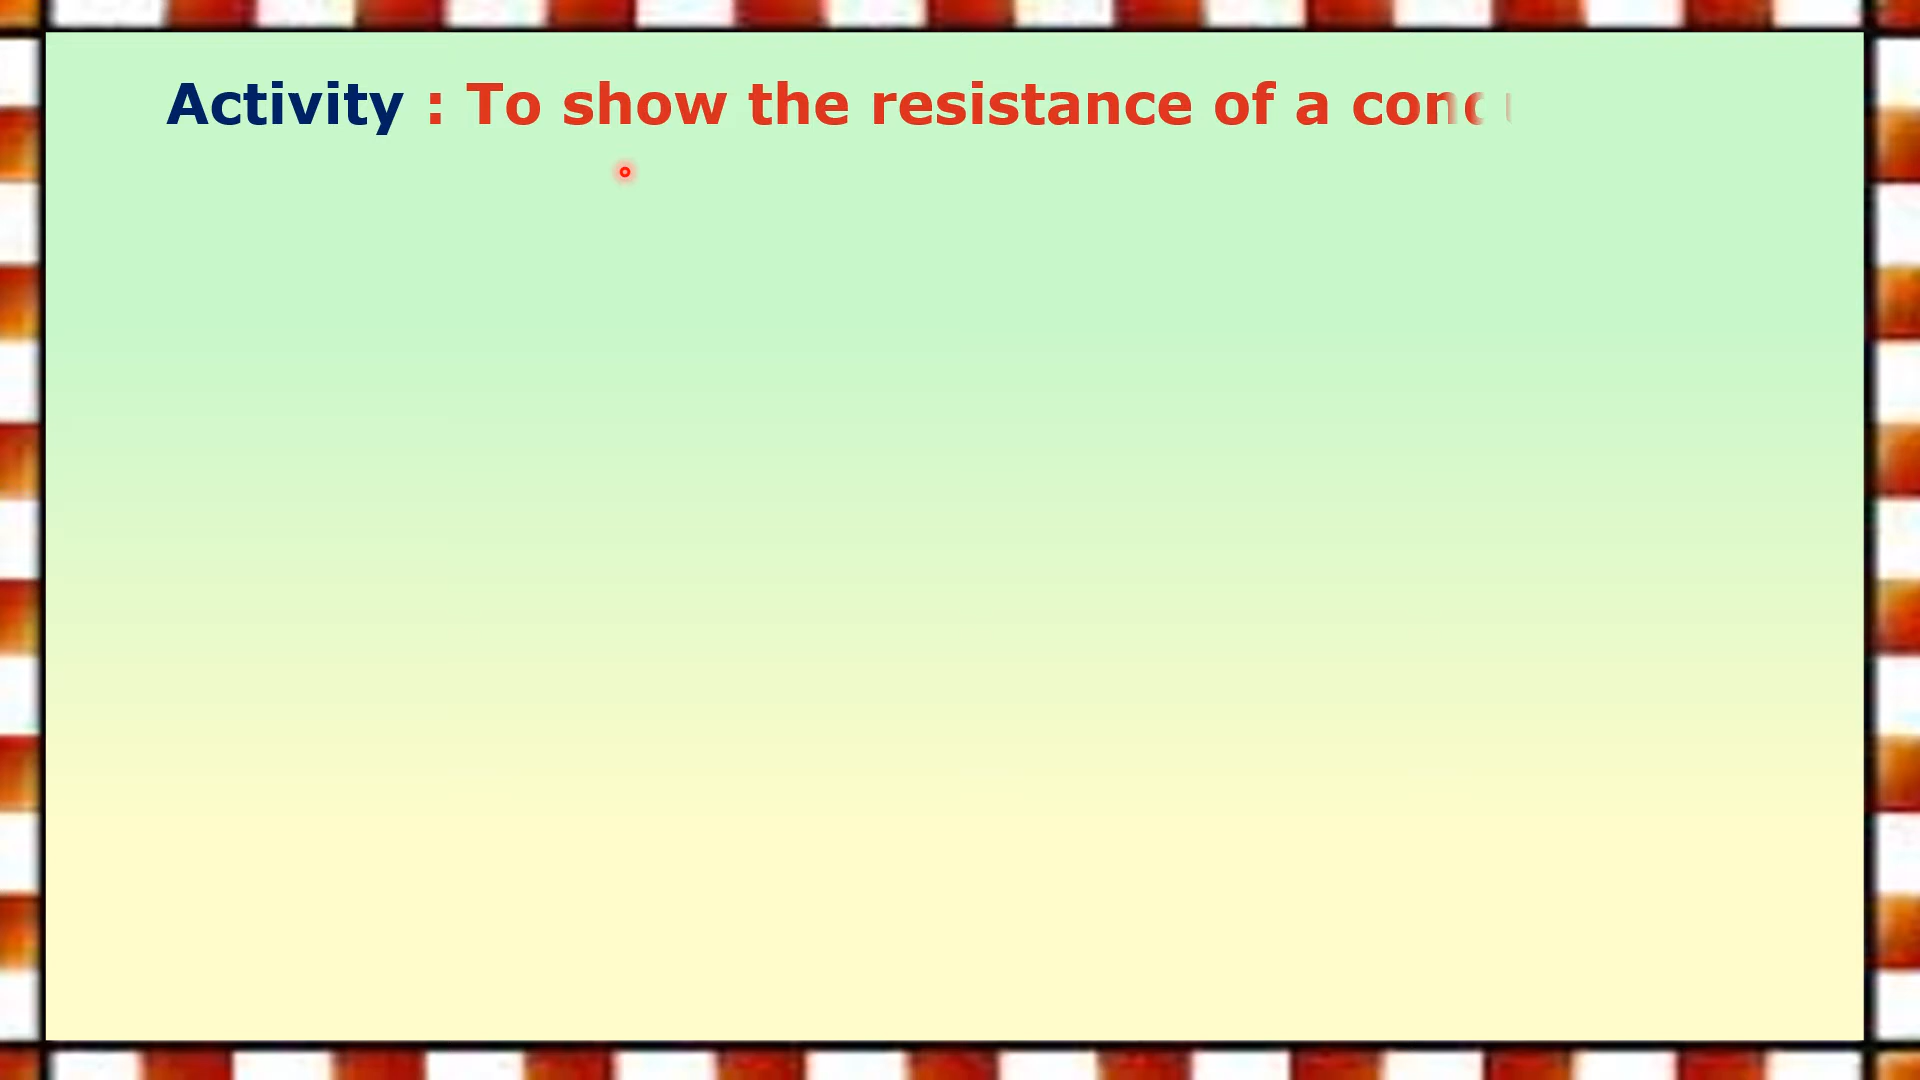 Activity : To show the resistance of a